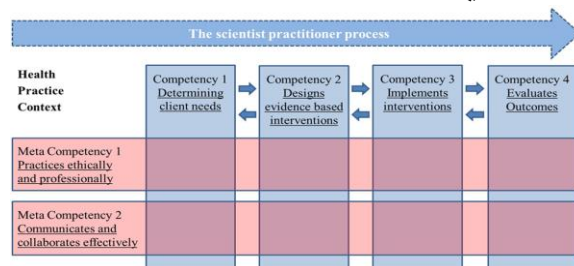 The scientist practitioner process
Health
Practice
Context
Competency 1
Determining
client needs
Competency 2
Designs
evidence based
interventions
Competency 3
Implements
interventions
Competency 4
Evaluates
Outcomes
Meta Competency 1
Practices ethically
and professionally
Meta Competency 2
Communicates and
collaborates effectively